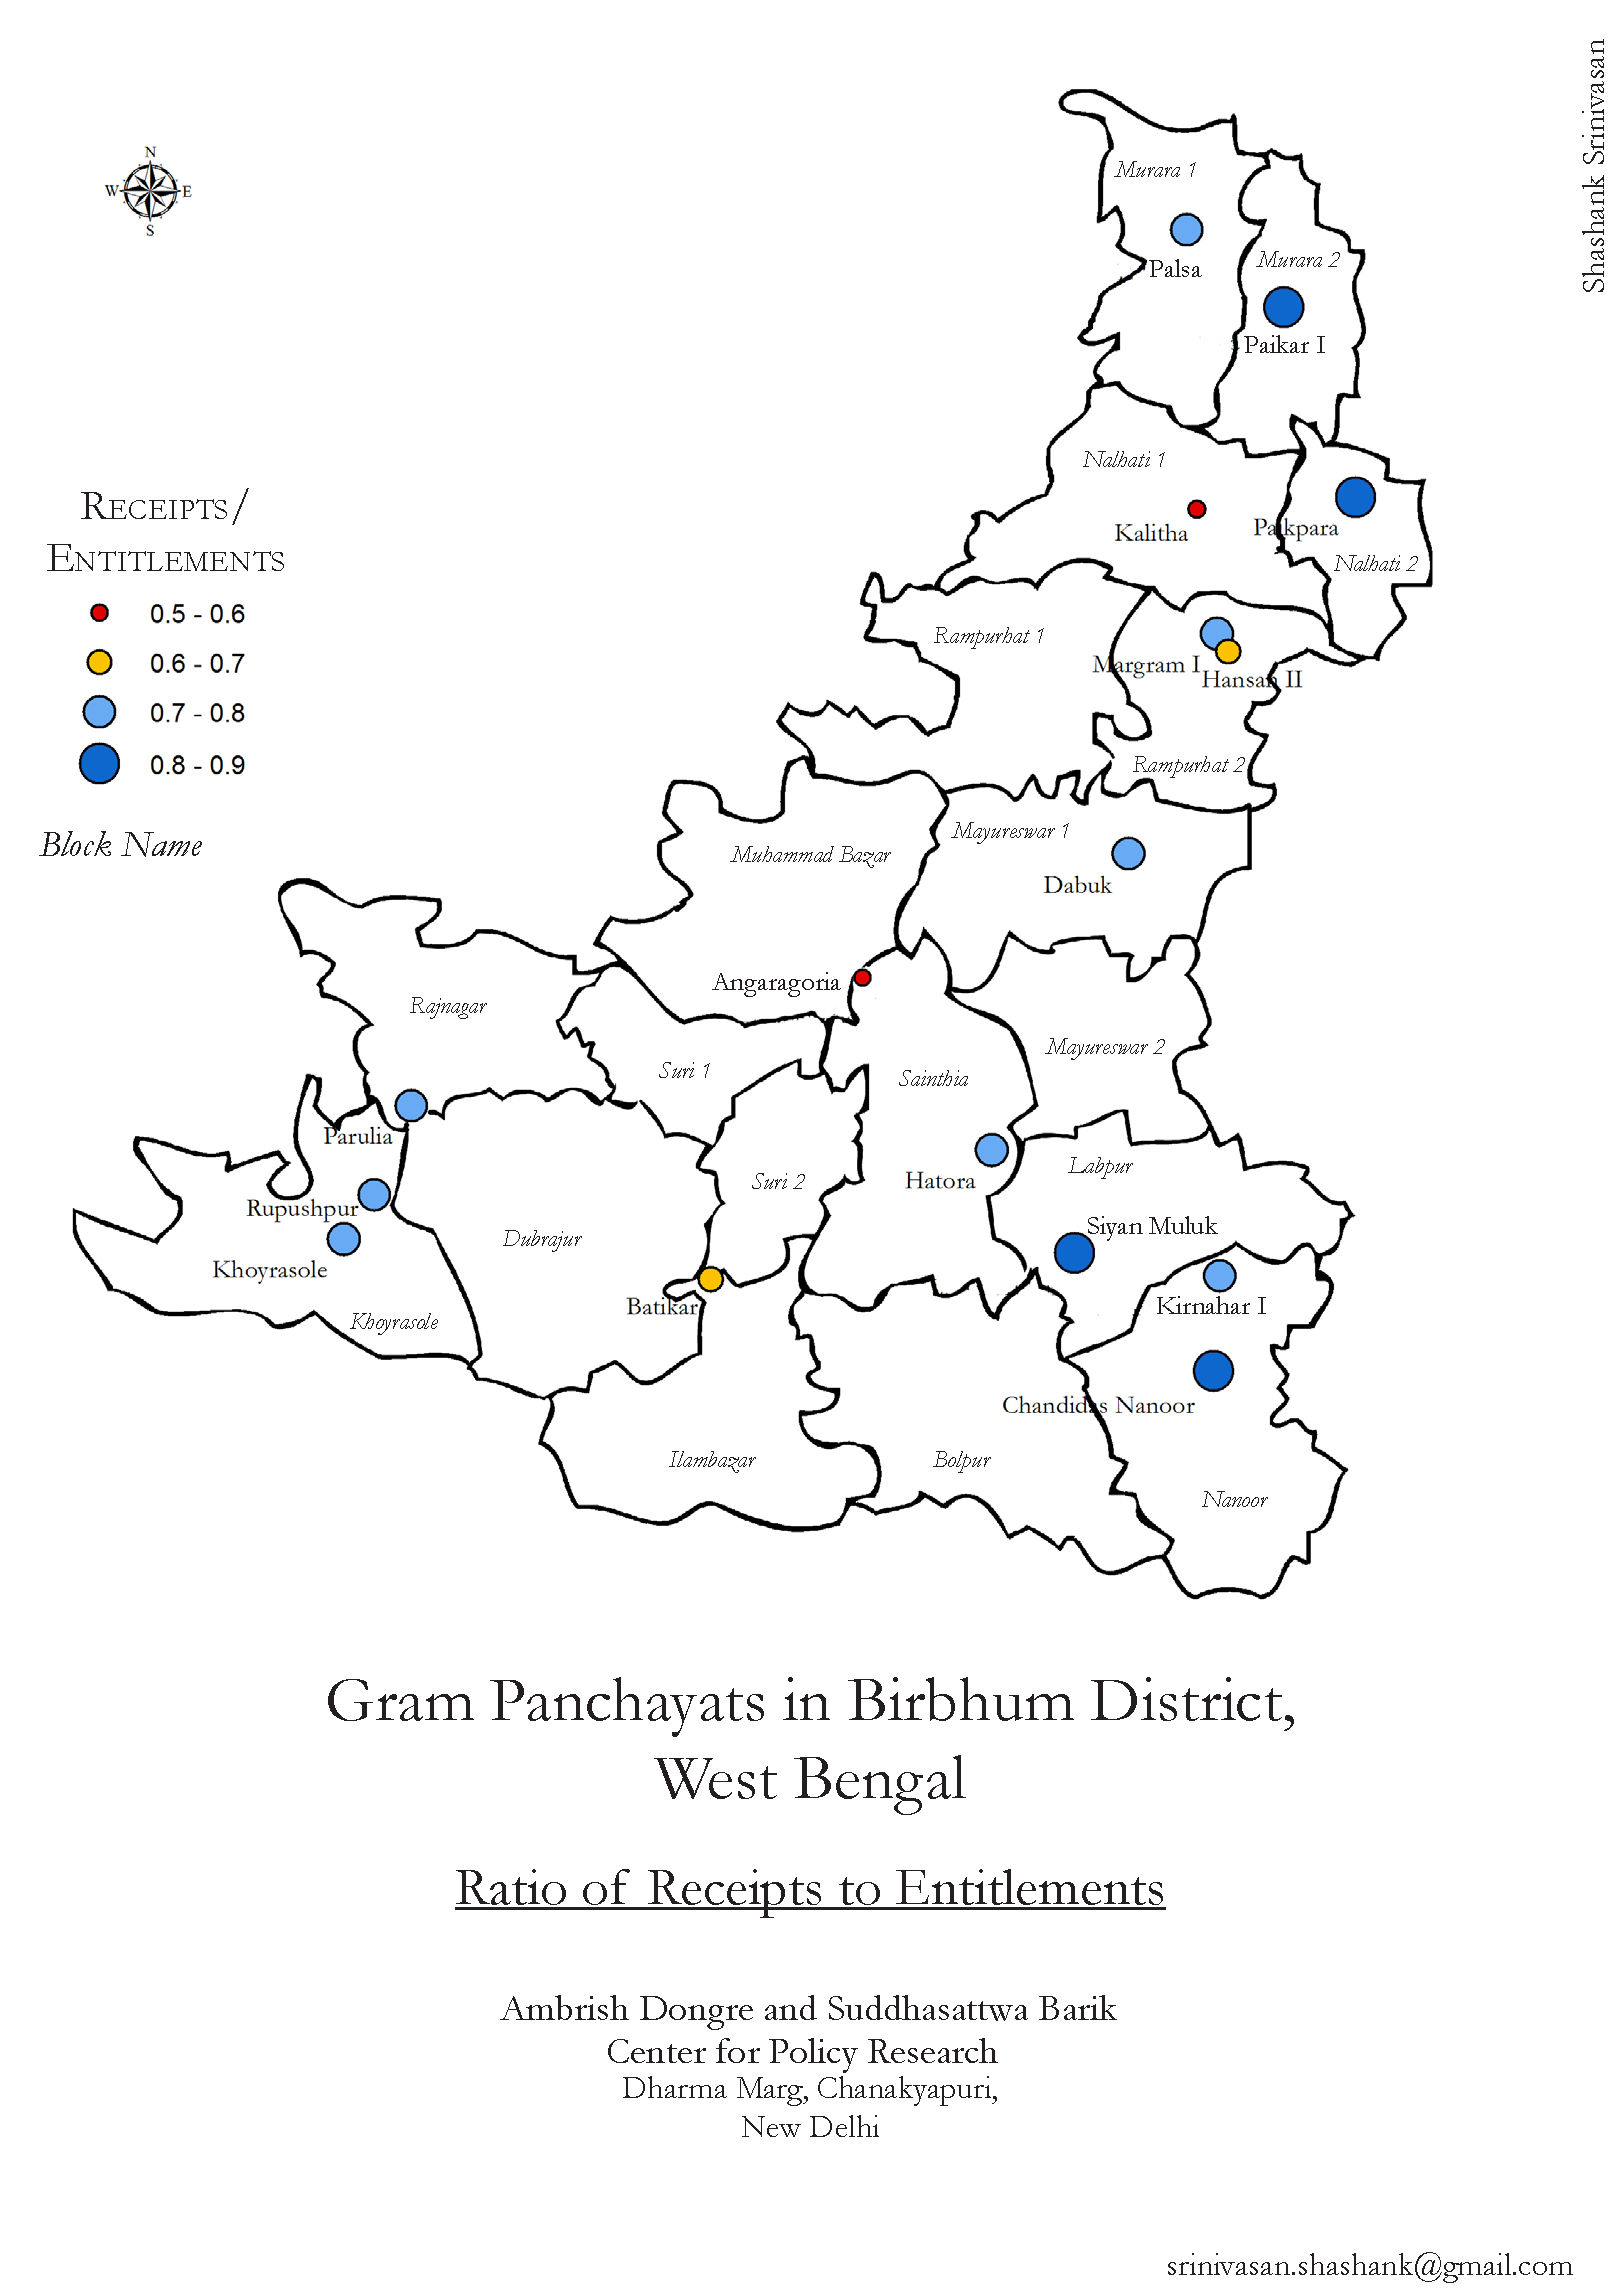 Shashank Srinivasan
N
W E
S
Murara 1
Palsa
Murara 2
Paikar I
Nalhati 1
Kalitha
Paikpara
Nalhati 2
RECEIPTS/
ENTITLEMENTS
0.5 - 0.6
0.6 - 0.7
0.7 - 0.8
0.8 - 0.9
Block Name
Rampurhat 1
Margram I
Hansan II
Rampurhat 2
Mayureswar 1
Muhammad Bazar
Dabuk
Angaragoria
Rajnagar
Mayureswar 2
Suri 1
Sainthia
Parulia
Labpur
Hatora
Suri 2
Rupushpur
Siyan Muluk
Dubrajur
Khoyrasole
Batikar
Kirnahar I
Khoyrasole
Chandidas Nanoor
Ilambazar
Bolpur
Nanoor
Gram Panchayats in Birbhum District,
West Bengal
Ratio of Receipts to Entitlements
Ambrish Dongre and Suddhasattwa Barik
Center for Policy Research
Dharma Marg, Chanakyapuri,
New Delhi
srinivasan.shashank@gmail.com